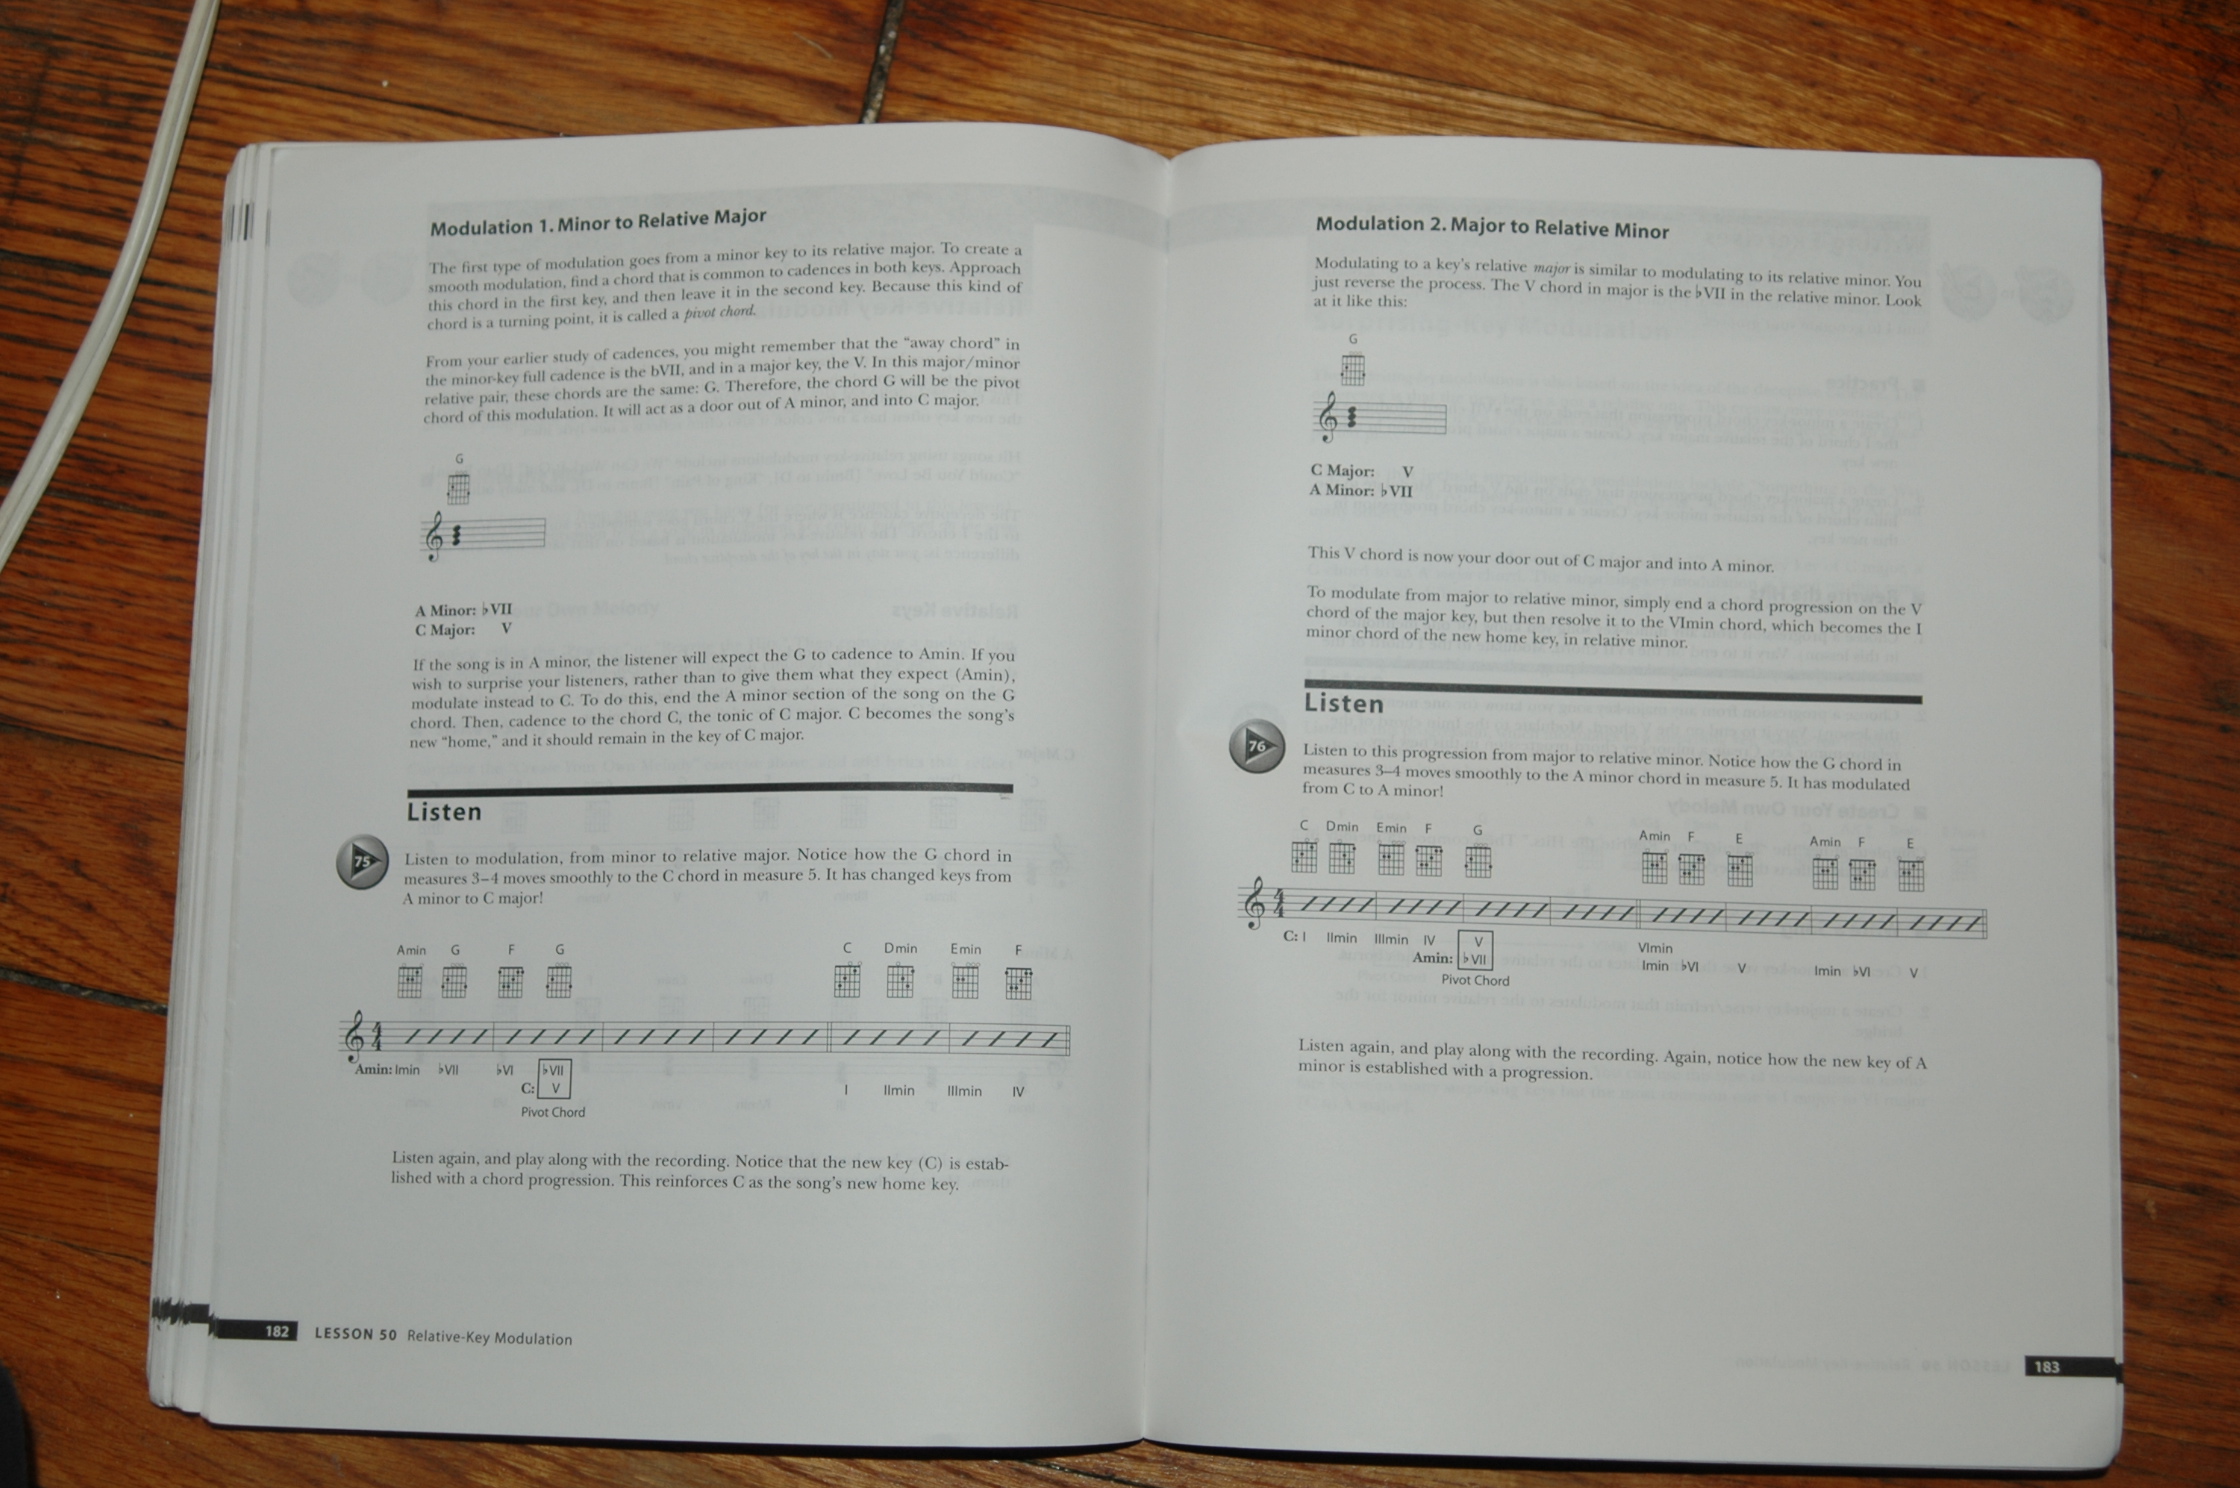 Modulation 1. Minor to Relative Major
The first type of modulation goes from a minor key to its relative major. To create a
smooth modulation, find a chord that is common to cadences in both keys. Approach
this chord in the first key, and then leave it in the second key. Because this kind of
chord is a turning point, it is called a pivot chord.
From your earlier study of cadences, you might remember that the "away chord" in
the minor-key full cadence is the bVII, and in a major key, the V. In this major/minor
relative pair, these chords are the same: G. Therefore, the chord G will be the pivot
chord of this modulation. It will act as a door out of A minor, and into C major.
G
A Minor: ♭VII
C Major: V
If the song is in A minor, the listener will expect the G to cadence to Amin. If you
wish to surprise your listeners, rather than to give them what they expect (Amin),
modulate instead to C. To do this, end the A minor section of the song on the G
chord. Then, cadence to the chord C, the tonic of C major. C becomes the song's
new "home," and it should remain in the key of C major.
Listen
75
Listen to modulation, from minor to relative major. Notice how the G chord in
measures 3–4 moves smoothly to the C chord in measure 5. It has changed keys from
A minor to C major!
Amin G F G C Dmin Emin F
4
4
Amin: Imin ♭VII ♭VI ♭VII
C: V I IImin IIImin IV
Pivot Chord
Listen again, and play along with the recording. Notice that the new key (C) is estab-
lished with a chord progression. This reinforces C as the song's new home key.
182 LESSON 50 Relative-Key Modulation
Modulation 2. Major to Relative Minor
Modulating to a key's relative major is similar to modulating to its relative minor. You
just reverse the process. The V chord in major is the ♭VII in the relative minor. Look
at it like this:
G
C Major: V
A Minor: ♭VII
This V chord is now your door out of C major and into A minor.
To modulate from major to relative minor, simply end a chord progression on the V
chord of the major key, but then resolve it to the VImin chord, which becomes the I
minor chord of the new home key, in relative minor.
Listen
76
Listen to this progression from major to relative minor. Notice how the G chord in
measures 3–4 moves smoothly to the A minor chord in measure 5. It has modulated
from C to A minor!
C Dmin Emin F G Amin F E Amin F E
4
4
C: I IImin IIImin IV V VImin
Amin: ♭VII Imin ♭VI V Imin ♭VI V
Pivot Chord
Listen again, and play along with the recording. Again, notice how the new key of A
minor is established with a progression.
183